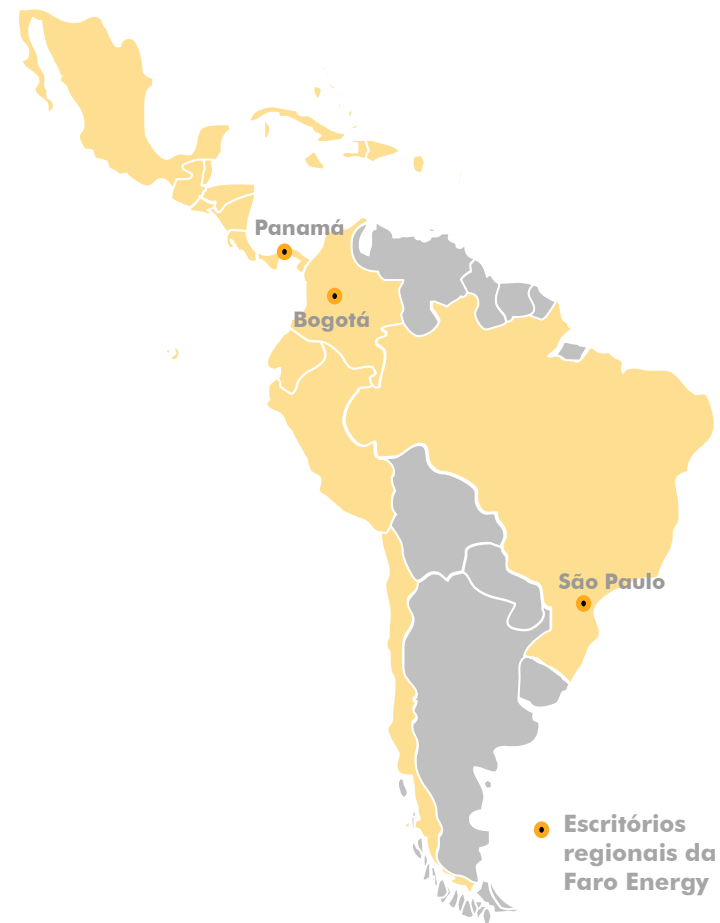 Panamá
Bogotá
São Paulo
Escritórios
regionais da
Faro Energy